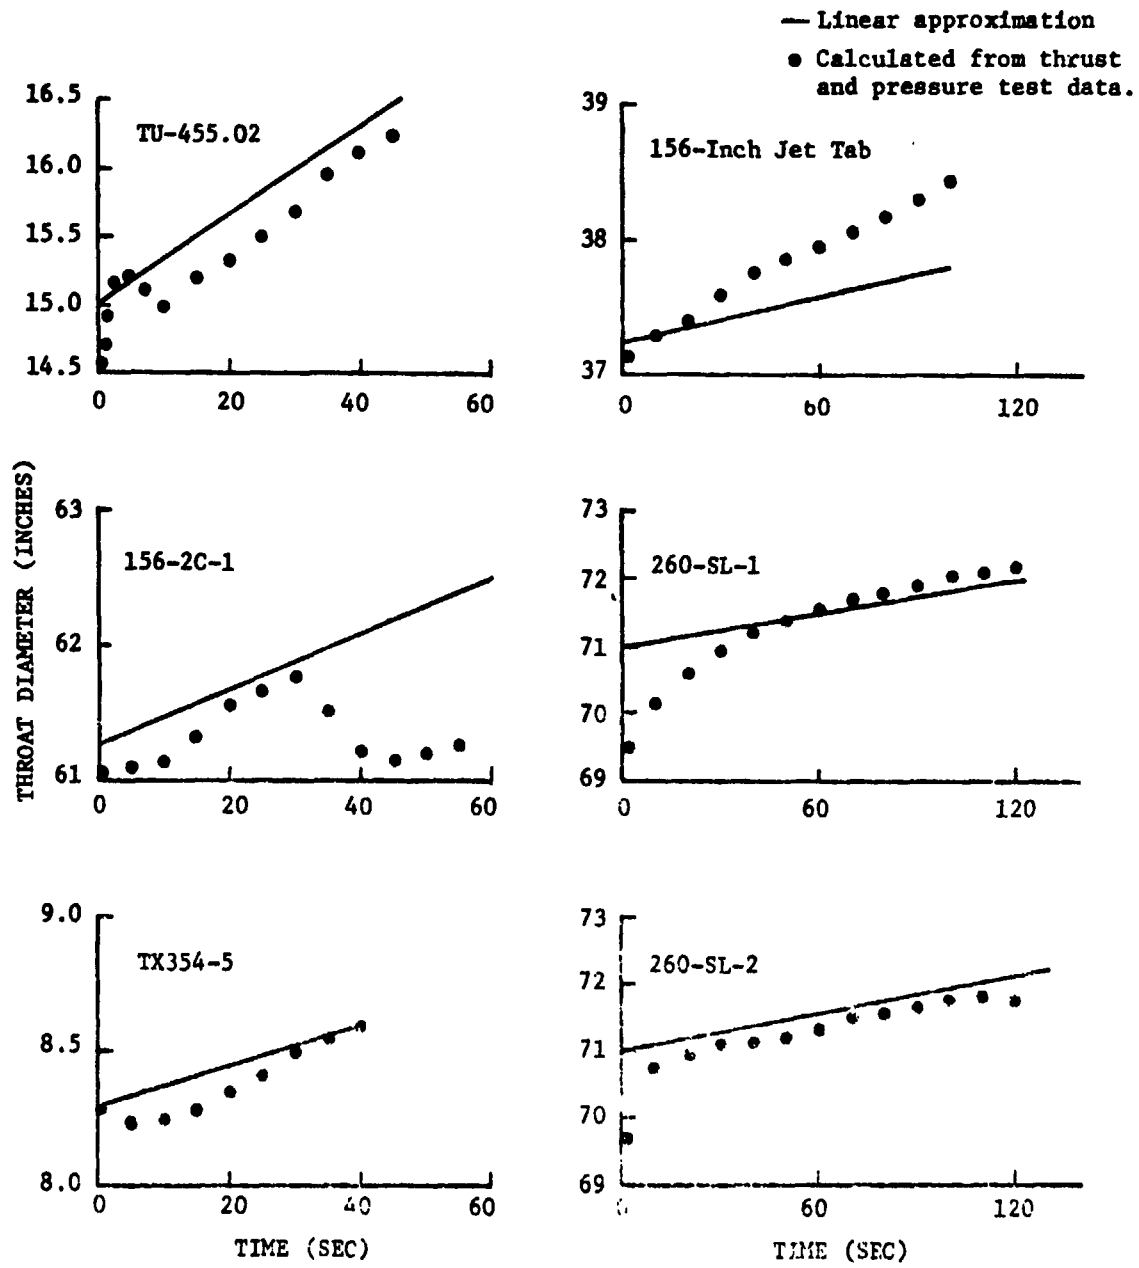 — Linear approximation
● Calculated from thrust
and pressure test data.
16.5
16.0
15.5
15.0
14.5
TU-455.02
0 20 40 60
39
38
37
156-Inch Jet Tab
0 60 120
THROAT DIAMETER (INCHES)
63
62
61
156-2C-1
0 20 40 60
73
72
71
70
69
260-SL-1
0 60 120
9.0
8.5
8.0
TX354-5
0 20 40 60
TIME (SEC)
73
72
71
70
69
260-SL-2
60 120
TIME (SEC)